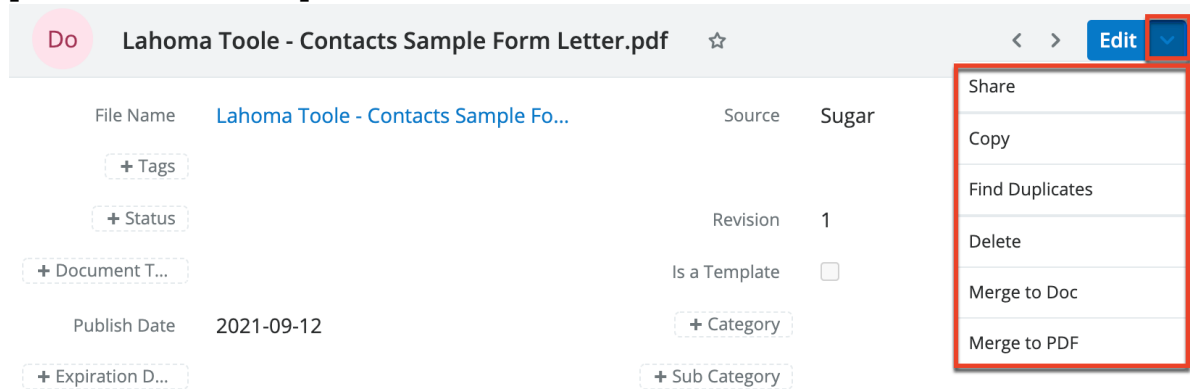 Do Lahoma Toole - Contacts Sample Form Letter.pdf Edit
Share
File Name Lahoma Toole - Contacts Sample Fo... Source Sugar
Copy
+ Tags
Find Duplicates
+ Status Revision 1
Delete
+ Document T... Is a Template
Merge to Doc
Publish Date 2021-09-12 + Category
Merge to PDF
+ Expiration D... + Sub Category